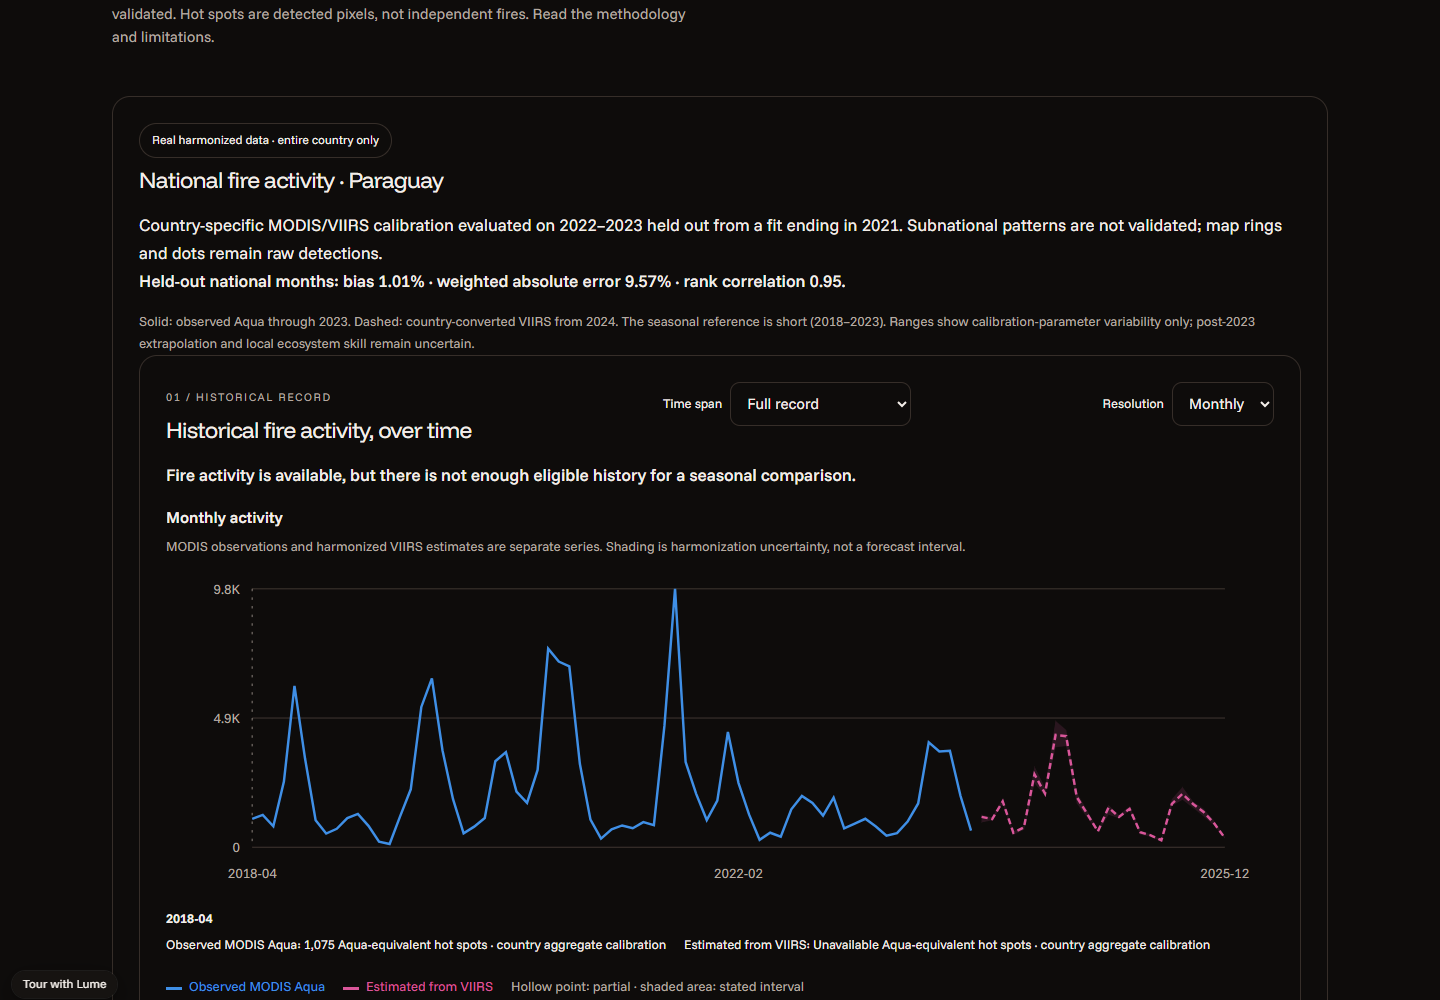 validated. Hot spots are detected pixels, not independent fires. Read the methodology
and limitations.
Real harmonized data · entire country only
National fire activity · Paraguay
Country-specific MODIS/VIIRS calibration evaluated on 2022–2023 held out from a fit ending in 2021. Subnational patterns are not validated; map rings
and dots remain raw detections.
Held-out national months: bias 1.01% · weighted absolute error 9.57% · rank correlation 0.95.
Solid: observed Aqua through 2023. Dashed: country-converted VIIRS from 2024. The seasonal reference is short (2018–2023). Ranges show calibration-parameter variability only; post-2023
extrapolation and local ecosystem skill remain uncertain.
01 / HISTORICAL RECORD
Time span Full record
Resolution Monthly
Historical fire activity, over time
Fire activity is available, but there is not enough eligible history for a seasonal comparison.
Monthly activity
MODIS observations and harmonized VIIRS estimates are separate series. Shading is harmonization uncertainty, not a forecast interval.
9.8K
4.9K
0
2018-04 2022-02 2025-12
2018-04
Observed MODIS Aqua: 1,075 Aqua-equivalent hot spots · country aggregate calibration Estimated from VIIRS: Unavailable Aqua-equivalent hot spots · country aggregate calibration
Tour with Lume
Observed MODIS Aqua Estimated from VIIRS Hollow point: partial · shaded area: stated interval